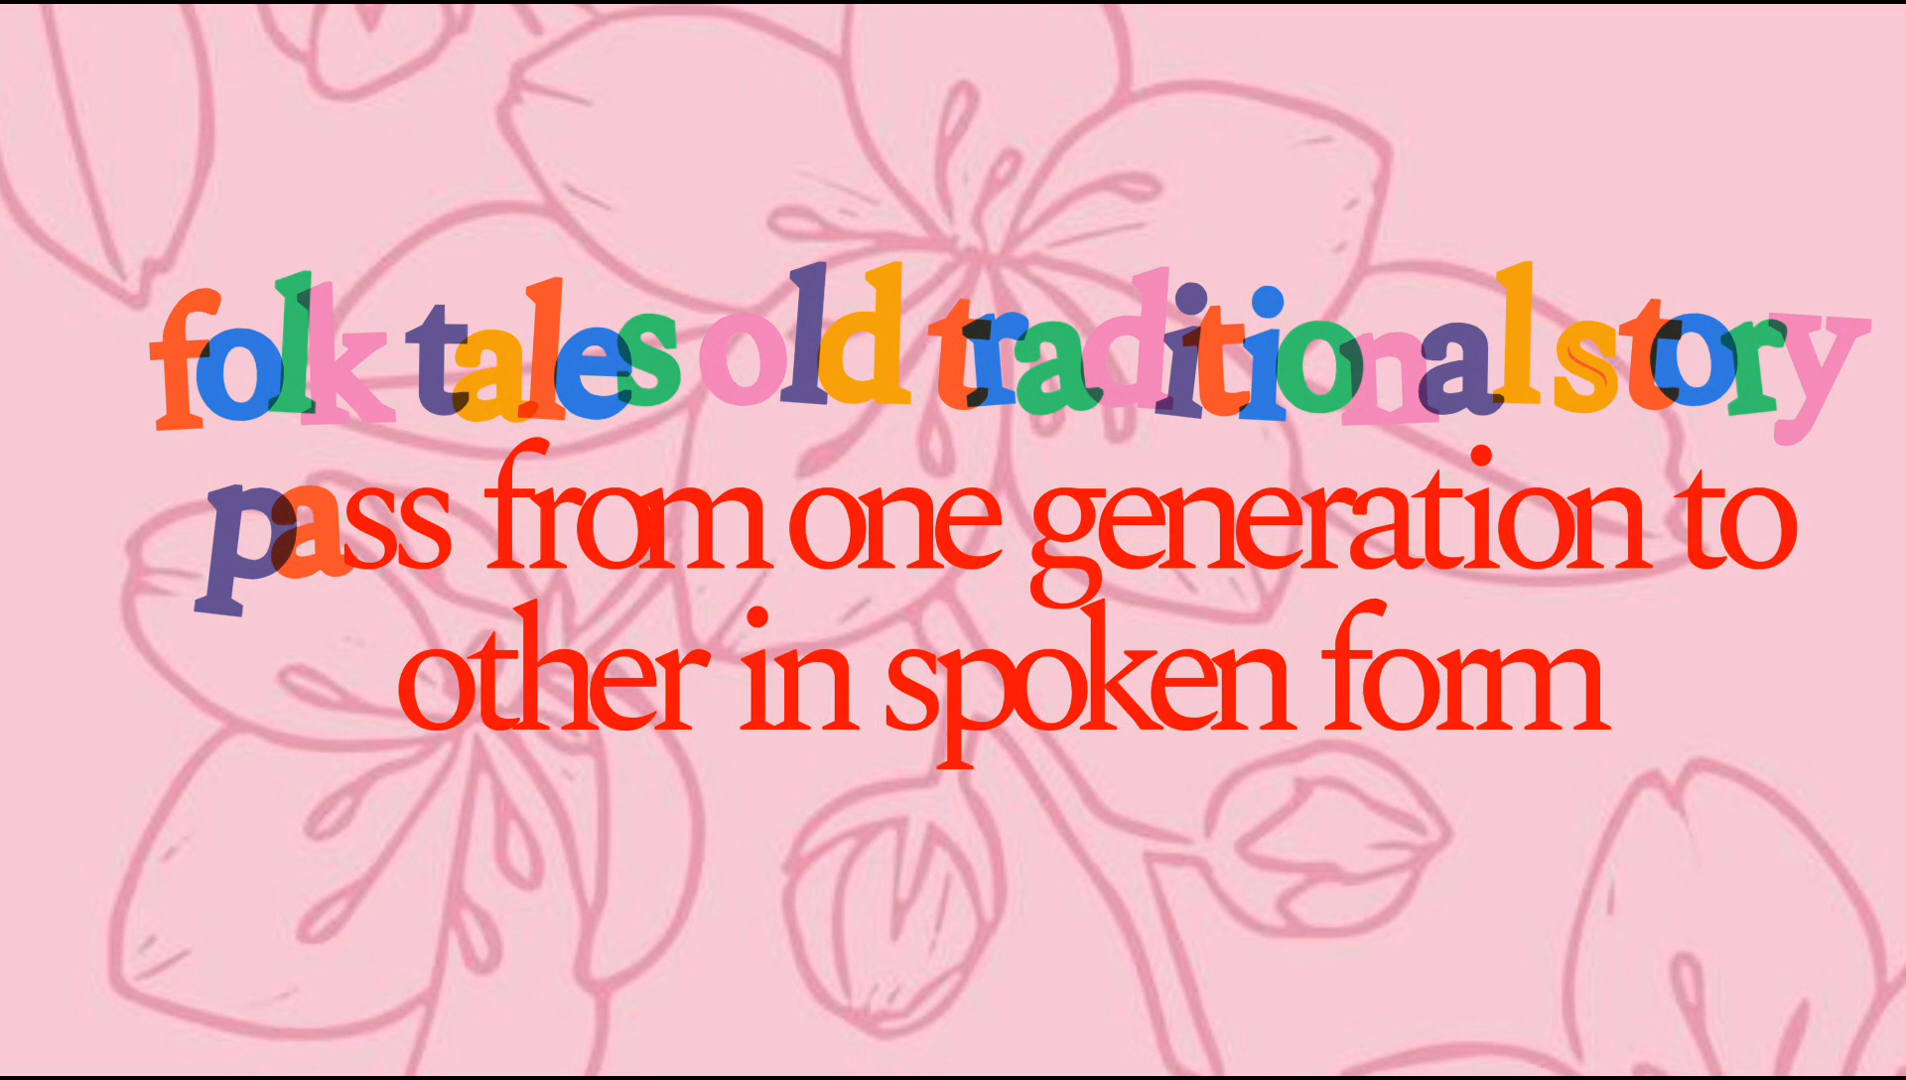 folk tales old traditional story
pass from one generation to
other in spoken form